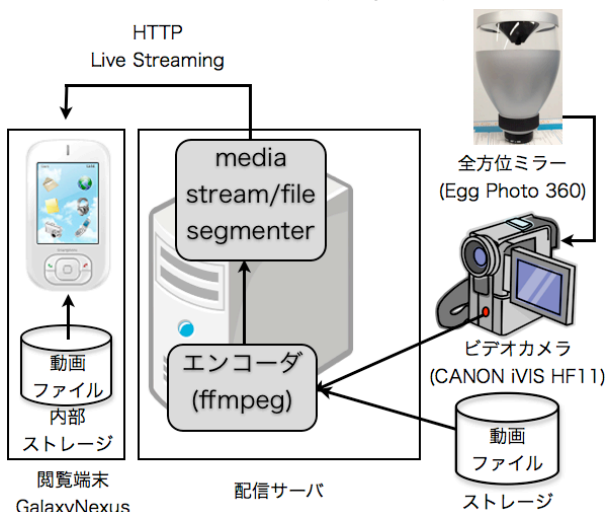 HTTP
Live Streaming
media
stream/file
segmenter
全方位ミラー
(Egg Photo 360)
エンコーダ
(ffmpeg)
ビデオカメラ
(CANON iVIS HF11)
動画
ファイル
内部
ストレージ
閲覧端末
GalaxyNexus
配信サーバ
動画
ファイル
ストレージ